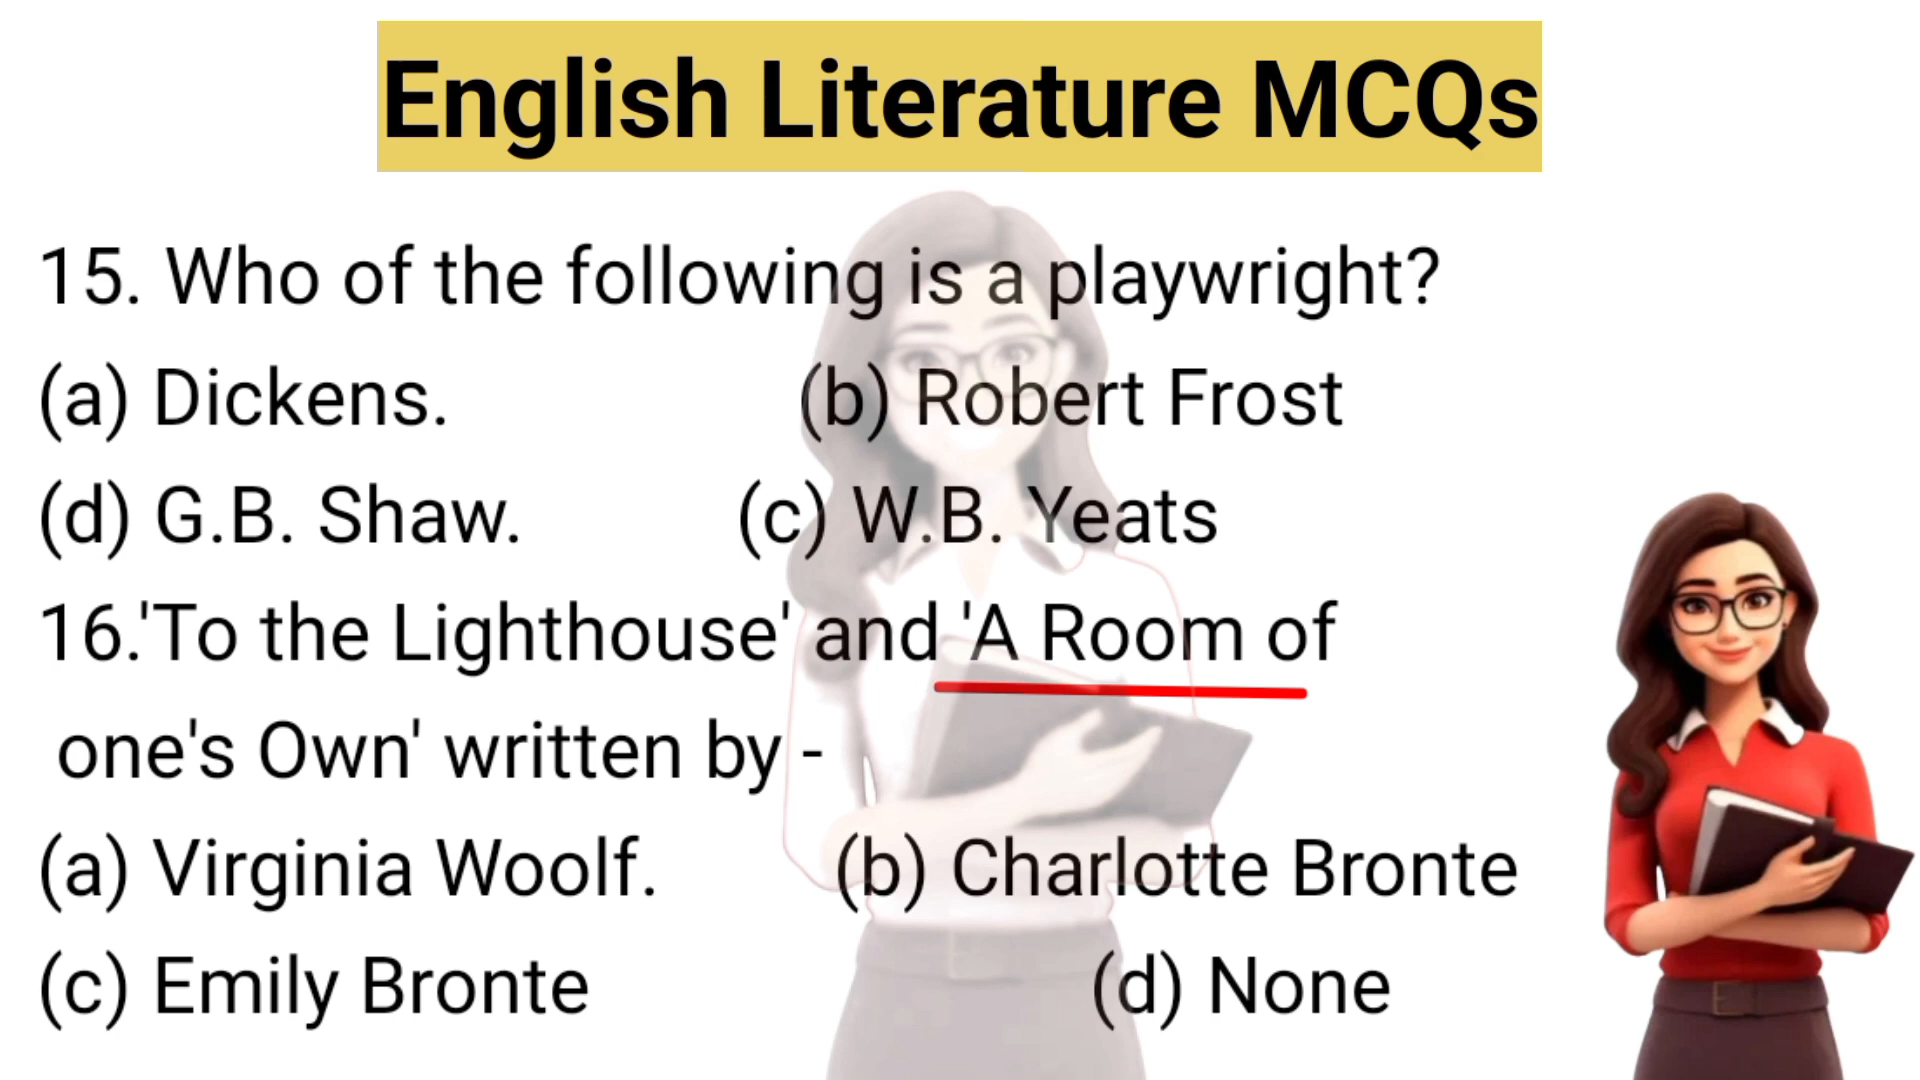 English Literature MCQs
15. Who of the following is a playwright?
(a) Dickens. (b) Robert Frost
(d) G.B. Shaw. (c) W.B. Yeats
16.'To the Lighthouse' and 'A Room of
one's Own' written by -
(a) Virginia Woolf. (b) Charlotte Bronte
(c) Emily Bronte (d) None